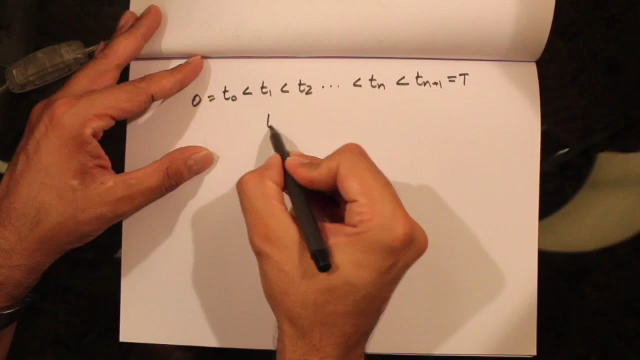 0 = t₀ < t₁ < t₂ ... < tₙ < tₙ₊₁ = T